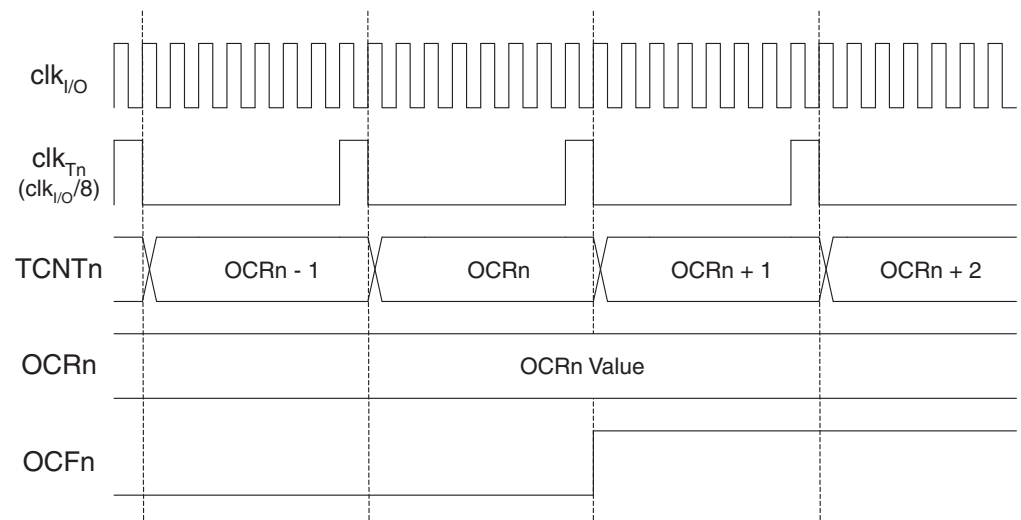 clkI/O
clkTn
(clkI/O/8)
TCNTn
OCRn - 1
OCRn
OCRn + 1
OCRn + 2
OCRn
OCRn Value
OCFn